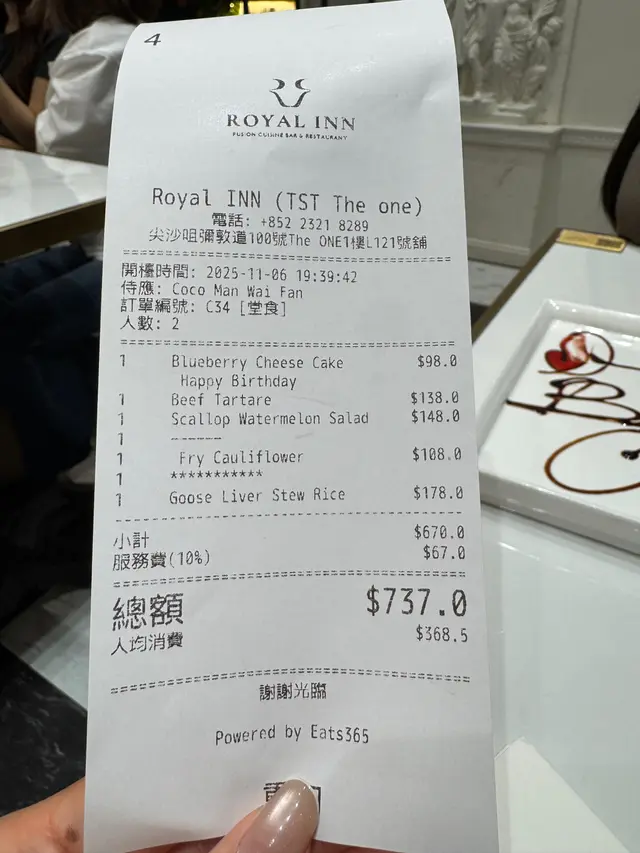 4
ROYAL INN
FUSION CUISINE BAR & RESTAURANT
Royal INN (TST The one)
電話: +852 2321 8289
尖沙咀彌敦道100號The ONE1樓L121號舖
開檯時間: 2025-11-06 19:39:42
侍應: Coco Man Wai Fan
訂單編號: C34 [堂食]
人數: 2
1 Blueberry Cheese Cake $98.0
Happy Birthday
1 Beef Tartare $138.0
1 Scallop Watermelon Salad $148.0
1 ------
1 Fry Cauliflower $108.0
1 ***********
1 Goose Liver Stew Rice $178.0
小計 $670.0
服務費(10%) $67.0
總額 $737.0
人均消費 $368.5
謝謝光臨
Powered by Eats365